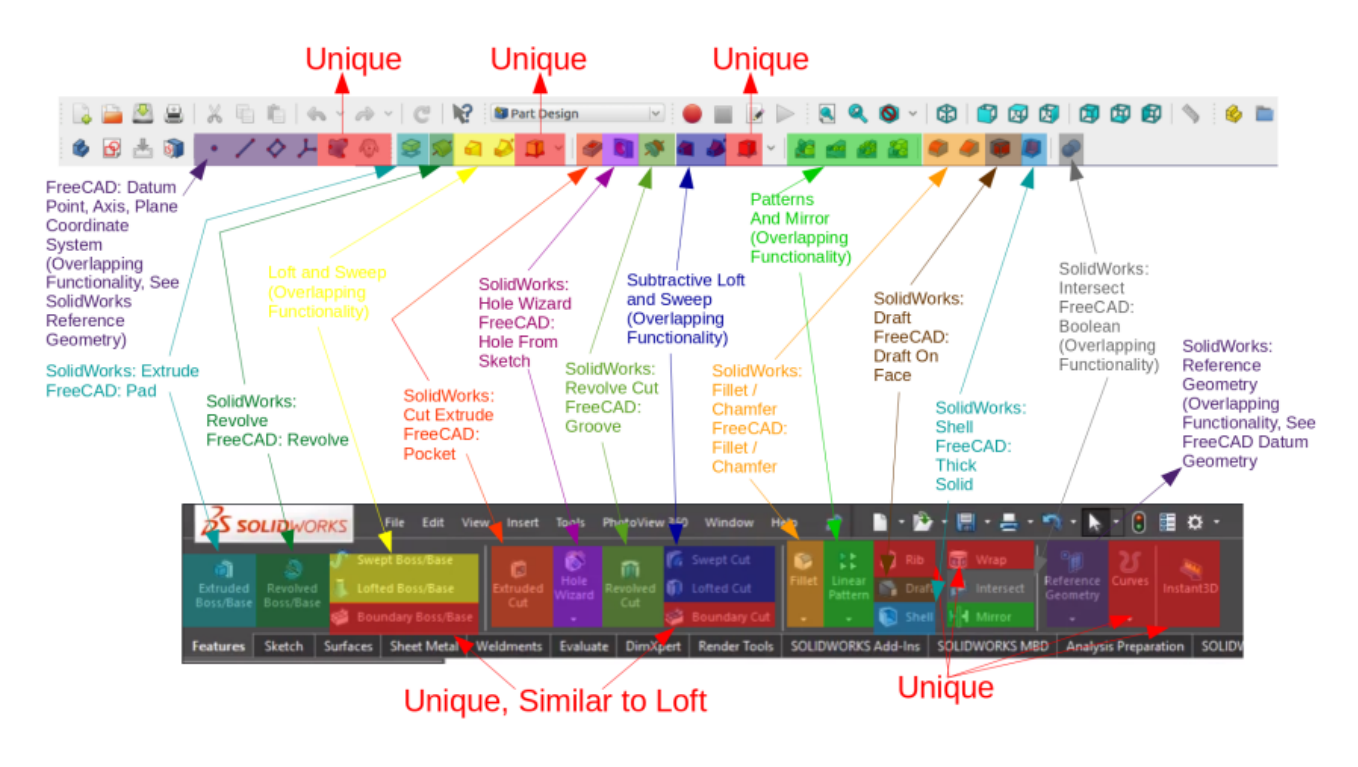 Unique
Unique
Unique
Part Design
FreeCAD: Datum
Point, Axis, Plane
Coordinate
System
(Overlapping
Functionality, See
SolidWorks
Reference
Geometry)
SolidWorks: Extrude
FreeCAD: Pad
SolidWorks:
Revolve
FreeCAD: Revolve
Loft and Sweep
(Overlapping
Functionality)
SolidWorks:
Cut Extrude
FreeCAD:
Pocket
SolidWorks:
Hole Wizard
FreeCAD:
Hole From
Sketch
SolidWorks:
Revolve Cut
FreeCAD:
Groove
Subtractive Loft
and Sweep
(Overlapping
Functionality)
Patterns
And Mirror
(Overlapping
Functionality)
SolidWorks:
Fillet /
Chamfer
FreeCAD:
Fillet /
Chamfer
SolidWorks:
Draft
FreeCAD:
Draft On
Face
SolidWorks:
Shell
FreeCAD:
Thick
Solid
SolidWorks:
Intersect
FreeCAD:
Boolean
(Overlapping
Functionality)
SolidWorks:
Reference
Geometry
(Overlapping
Functionality, See
FreeCAD Datum
Geometry
SOLIDWORKS File Edit View Insert Tools PhotoView 360 Window Help
Extruded
Boss/Base
Revolved
Boss/Base
Swept Boss/Base
Lofted Boss/Base
Boundary Boss/Base
Extruded
Cut
Hole
Wizard
Revolved
Cut
Swept Cut
Lofted Cut
Boundary Cut
Fillet
Linear
Pattern
Rib
Draft
Shell
Wrap
Intersect
Mirror
Reference
Geometry
Curves
Instant3D
Features Sketch Surfaces Sheet Metal Weldments Evaluate DimXpert Render Tools SOLIDWORKS Add-Ins SOLIDWORKS MBD Analysis Preparation SOLIDW
Unique, Similar to Loft
Unique